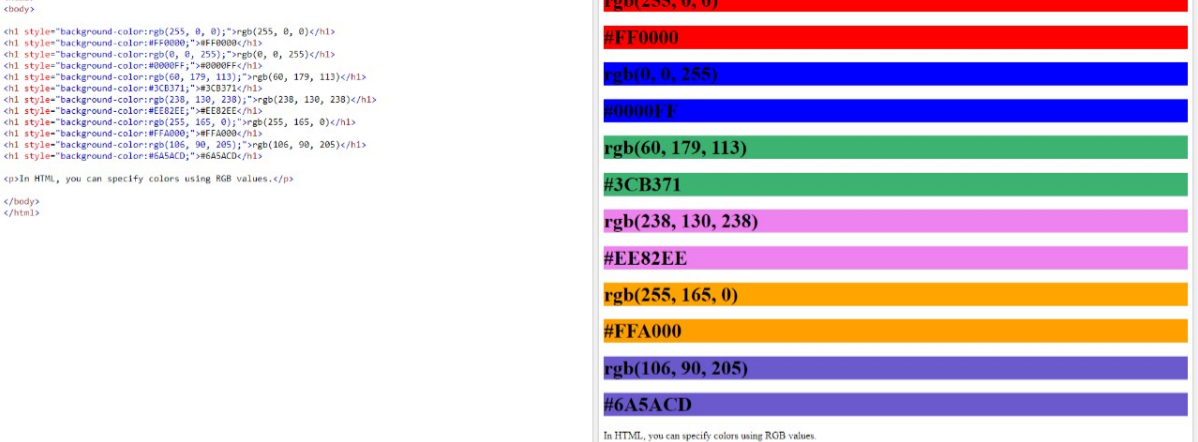 <body>
<h1 style="background-color:rgb(255, 0, 0);">rgb(255, 0, 0)</h1>
<h1 style="background-color:#FF0000;">#FF0000</h1>
<h1 style="background-color:rgb(0, 0, 255);">rgb(0, 0, 255)</h1>
<h1 style="background-color:#0000FF;">#0000FF</h1>
<h1 style="background-color:rgb(60, 179, 113);">rgb(60, 179, 113)</h1>
<h1 style="background-color:#3CB371;">#3CB371</h1>
<h1 style="background-color:rgb(238, 130, 238);">rgb(238, 130, 238)</h1>
<h1 style="background-color:#EE82EE;">#EE82EE</h1>
<h1 style="background-color:rgb(255, 165, 0);">rgb(255, 165, 0)</h1>
<h1 style="background-color:#FFA000;">#FFA000</h1>
<h1 style="background-color:rgb(106, 90, 205);">rgb(106, 90, 205)</h1>
<h1 style="background-color:#6A5ACD;">#6A5ACD</h1>
<p>In HTML, you can specify colors using RGB values.</p>
</body>
</html>
rgb(255, 0, 0)
#FF0000
rgb(0, 0, 255)
#0000FF
rgb(60, 179, 113)
#3CB371
rgb(238, 130, 238)
#EE82EE
rgb(255, 165, 0)
#FFA000
rgb(106, 90, 205)
#6A5ACD
In HTML, you can specify colors using RGB values.